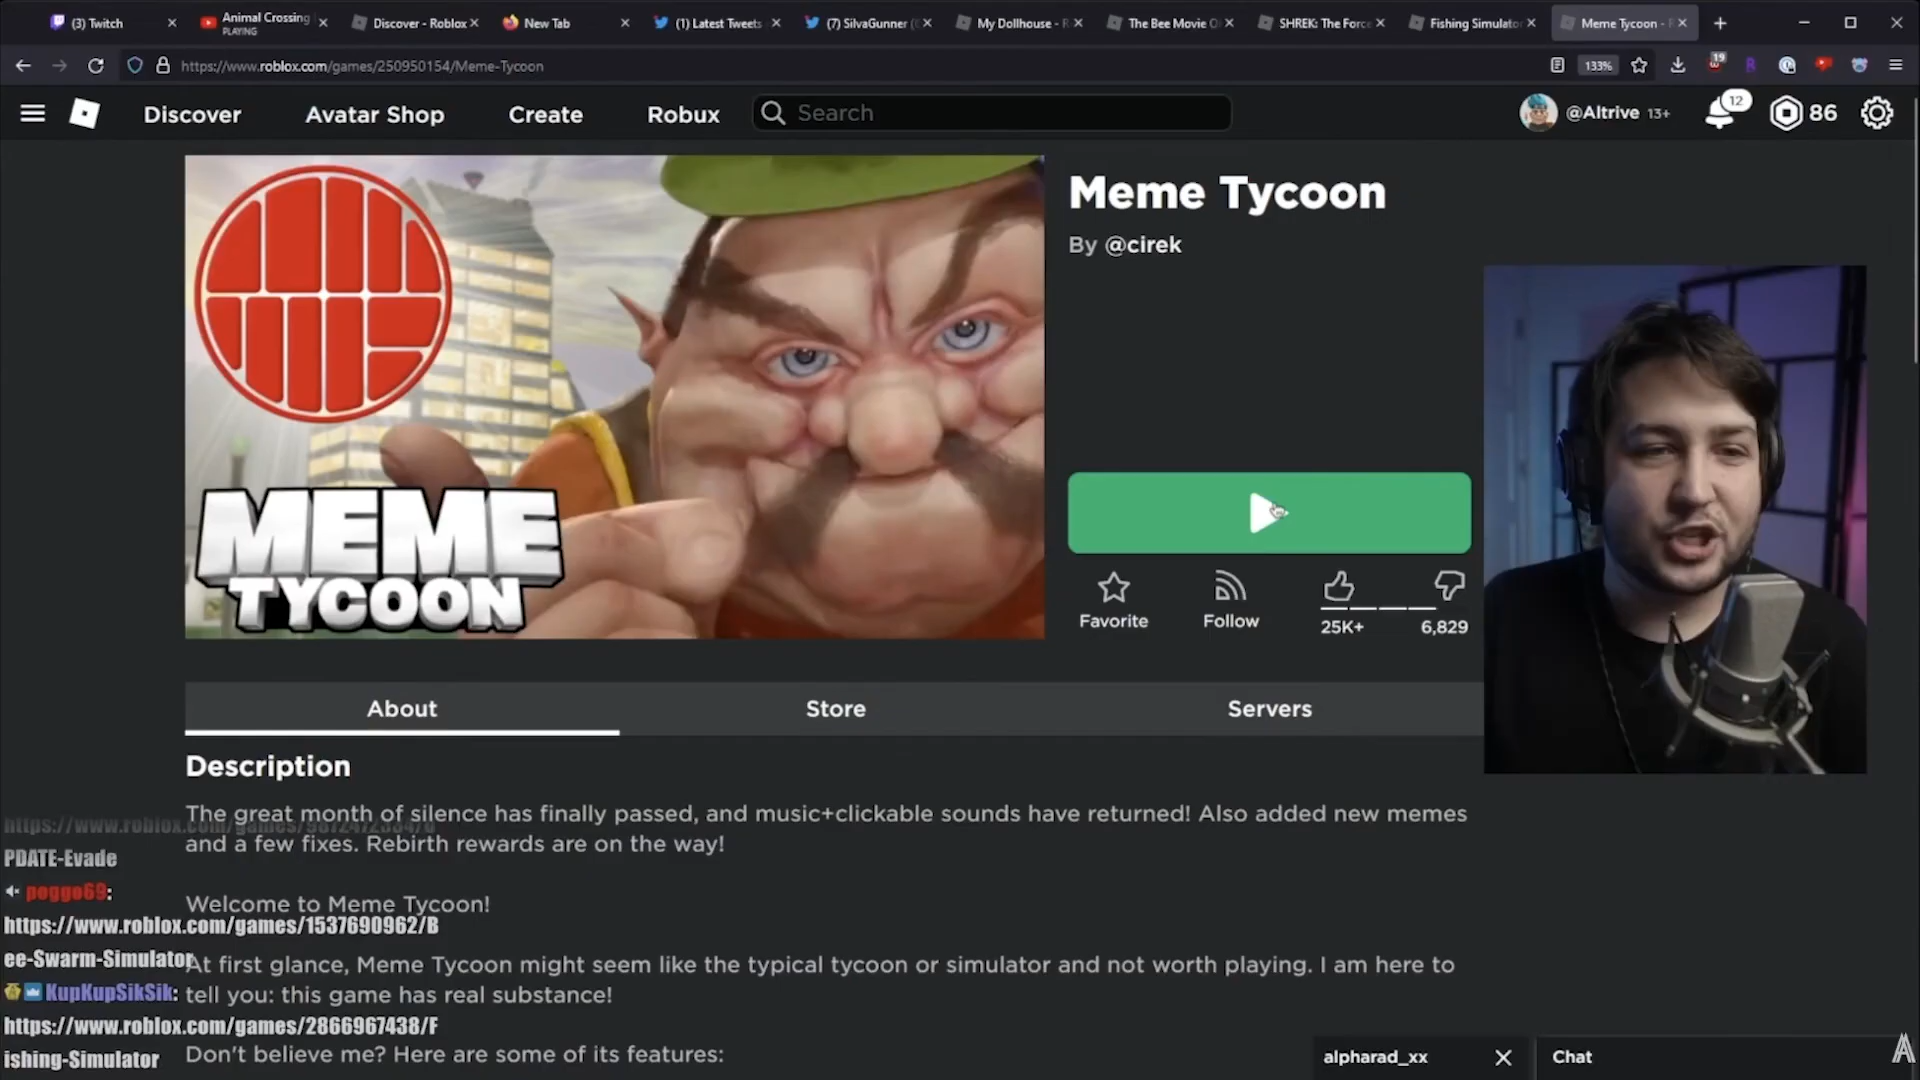 (3) Twitch
Animal Crossing
PLAYING
Discover - Roblox
New Tab
(1) Latest Tweets
(7) SilvaGunner (
My Dollhouse - R
The Bee Movie
SHREK: The Force
Fishing Simulator
Meme Tycoon -
https://www.roblox.com/games/250950154/Meme-Tycoon
133%
19
Discover
Avatar Shop
Create
Robux
Search
@Altrive 13+
12
86
MEME
TYCOON
Meme Tycoon
By @cirek
Favorite
Follow
25K+
6,829
About
Store
Servers
Description
The great month of silence has finally passed, and music+clickable sounds have returned! Also added new memes
and a few fixes. Rebirth rewards are on the way!
Welcome to Meme Tycoon!
At first glance, Meme Tycoon might seem like the typical tycoon or simulator and not worth playing. I am here to
tell you: this game has real substance!
Don't believe me? Here are some of its features:
PDATE-Evade
poggo69:
https://www.roblox.com/games/1537690962/B
ee-Swarm-Simulator
KupKupSikSik:
https://www.roblox.com/games/2866967438/F
ishing-Simulator
alpharad_xx
Chat